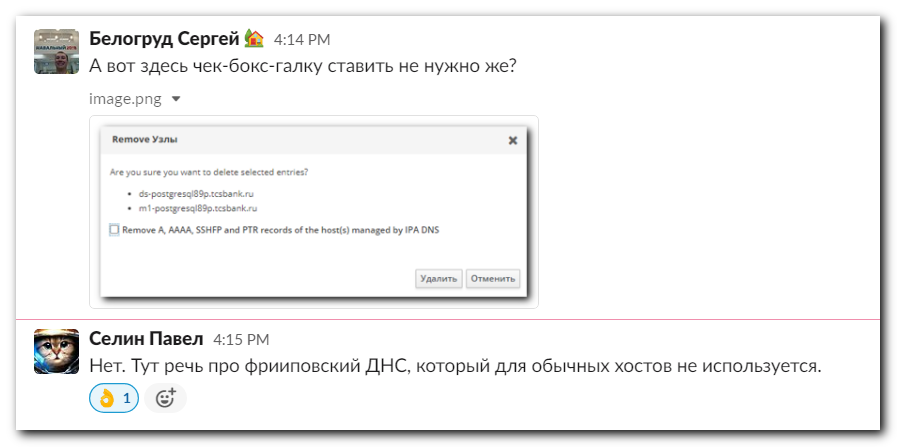 Белогруд Сергей
4:14 PM
А вот здесь чек-бокс-галку ставить не нужно же?
image.png
Remove Узлы
Are you sure you want to delete selected entries?
ds-postgresql89p.tcsbank.ru
m1-postgresql89p.tcsbank.ru
Remove A, AAAA, SSHFP and PTR records of the host(s) managed by IPA DNS
Удалить
Отменить
Селин Павел
4:15 PM
Нет. Тут речь про фрииповский ДНС, который для обычных хостов не используется.
1